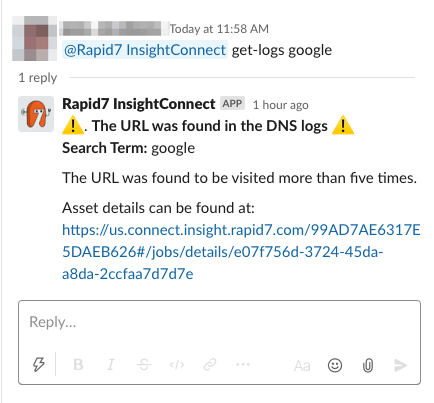 Today at 11:58 AM
@Rapid7 InsightConnect get-logs google
1 reply
Rapid7 InsightConnect APP 1 hour ago
⚠️. The URL was found in the DNS logs ⚠️
Search Term: google
The URL was found to be visited more than five times.
Asset details can be found at:
https://us.connect.insight.rapid7.com/99AD7AE6317E
5DAEB626#/jobs/details/e07f756d-3724-45da-
a8da-2ccfaa7d7d7e
Reply...
B I S </> ... Aa